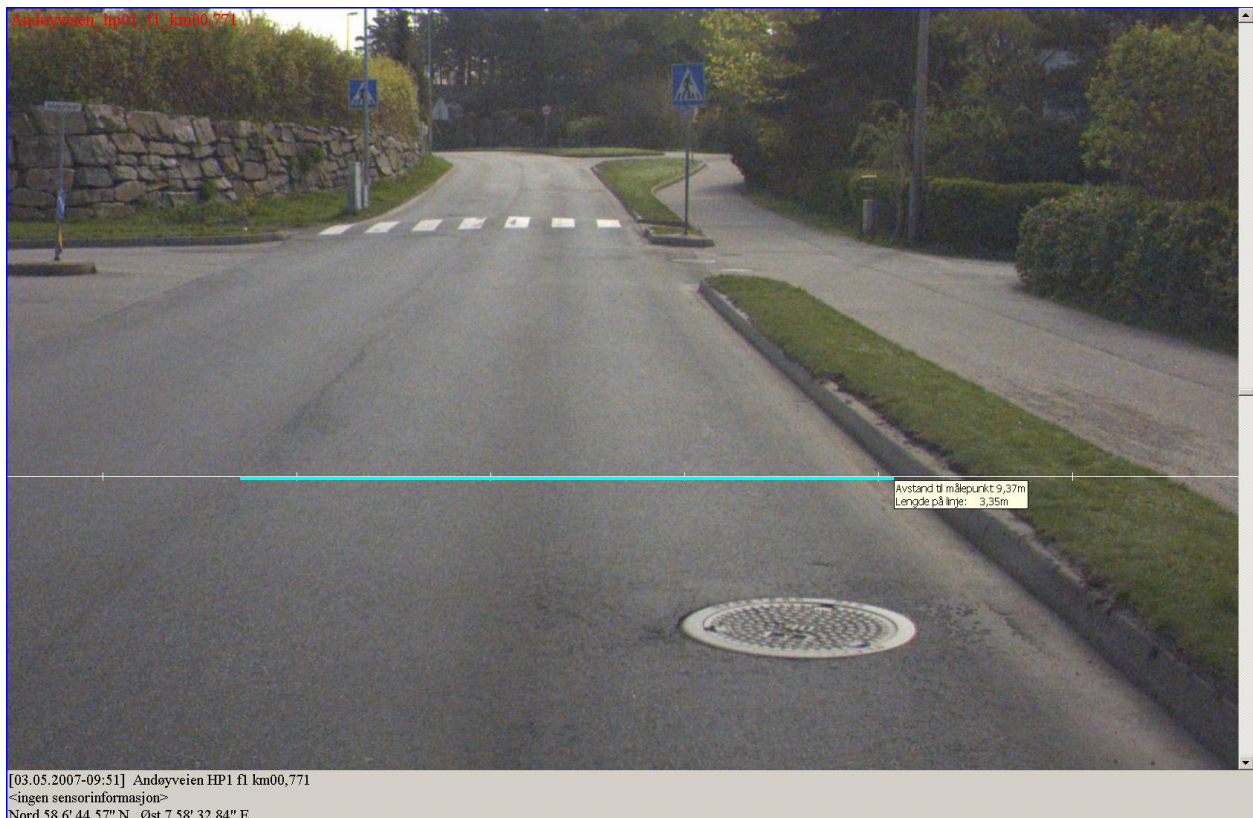 Andøyveien_hp01_f1_km00,771
Avstand til målepunkt 9,37m
Lengde på linje: 3,35m
[03.05.2007-09:51] Andøyveien HP1 f1 km00,771
<ingen sensorinformasjon>
Nord 58 6' 44,57" N Øst 7 58' 32,84" E